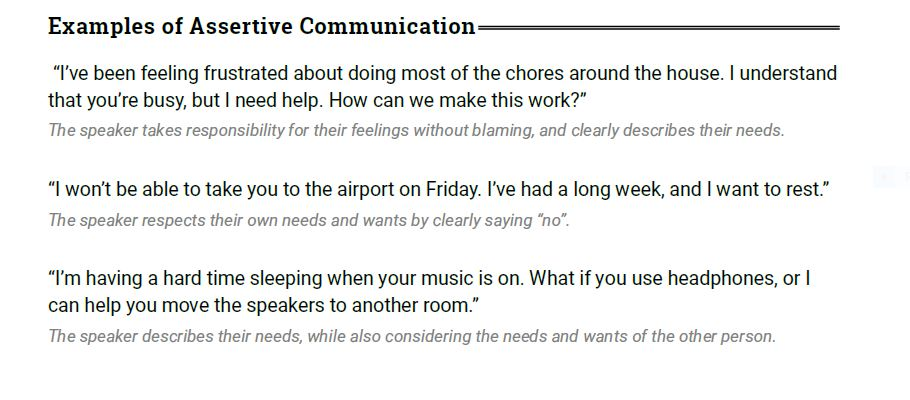 Examples of Assertive Communication
“I’ve been feeling frustrated about doing most of the chores around the house. I understand
that you’re busy, but I need help. How can we make this work?”
The speaker takes responsibility for their feelings without blaming, and clearly describes their needs.
“I won’t be able to take you to the airport on Friday. I’ve had a long week, and I want to rest.”
The speaker respects their own needs and wants by clearly saying “no”.
“I’m having a hard time sleeping when your music is on. What if you use headphones, or I
can help you move the speakers to another room.”
The speaker describes their needs, while also considering the needs and wants of the other person.